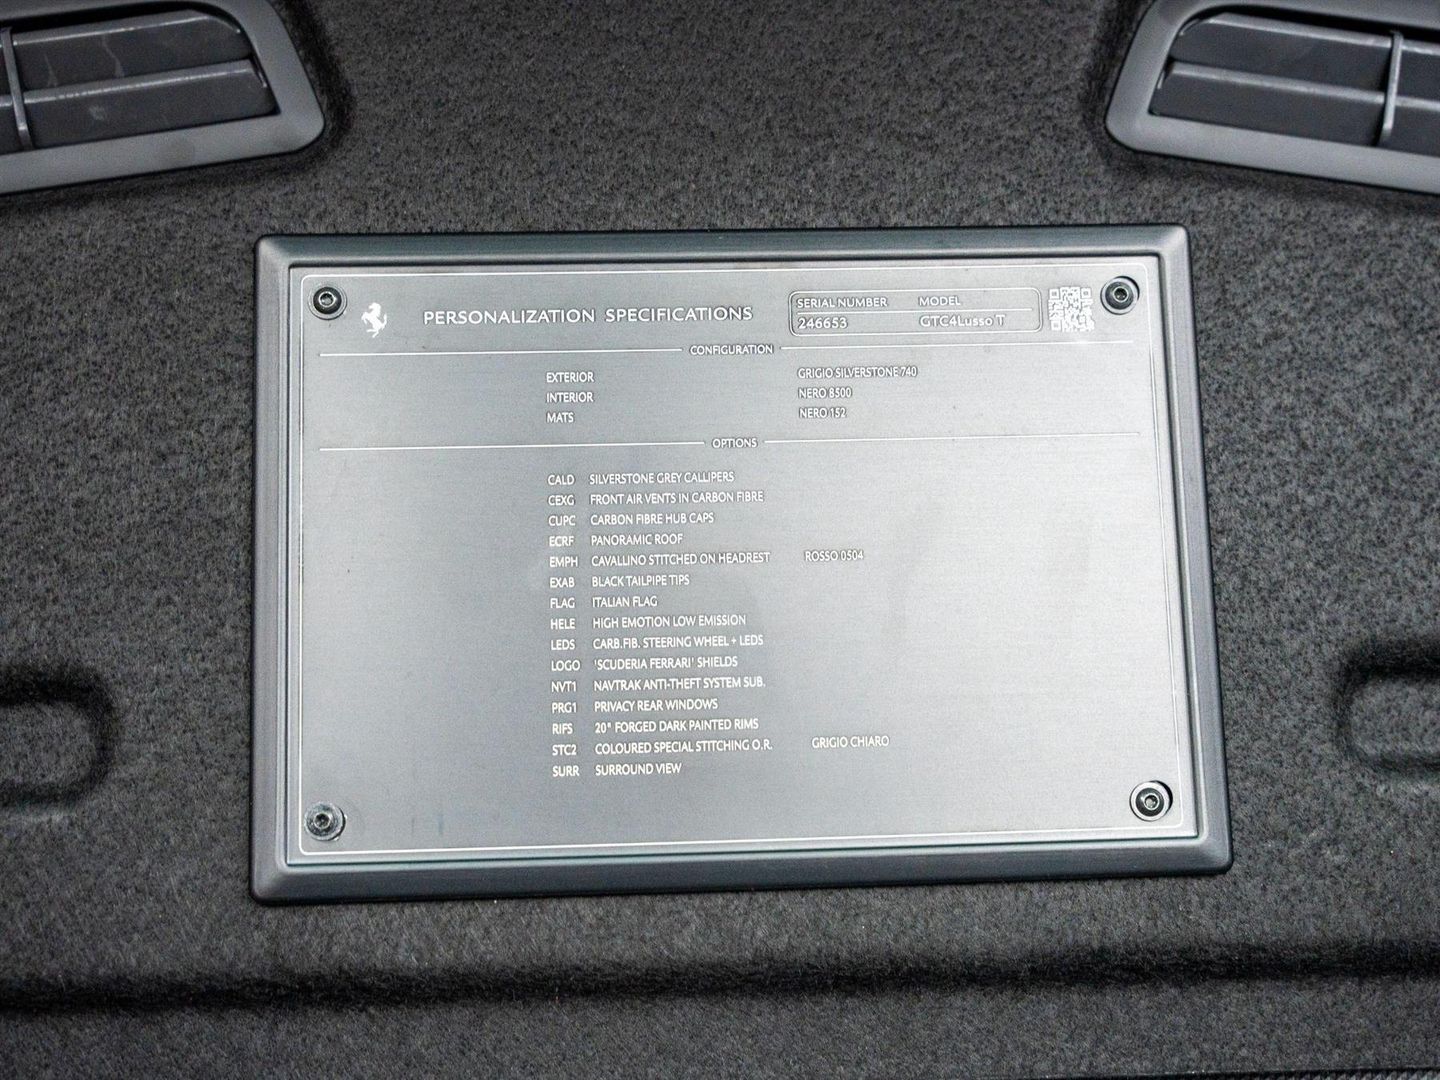 PERSONALIZATION SPECIFICATIONS
SERIAL NUMBER MODEL
246653 GTC4Lusso T
CONFIGURATION
EXTERIOR GRIGIO SILVERSTONE 740
INTERIOR NERO 8500
MATS NERO 152
OPTIONS
CALD SILVERSTONE GREY CALLIPERS
CEXG FRONT AIR VENTS IN CARBON FIBRE
CUPC CARBON FIBRE HUB CAPS
ECRF PANORAMIC ROOF
EMPH CAVALLINO STITCHED ON HEADREST ROSSO 0504
EXAB BLACK TAILPIPE TIPS
FLAG ITALIAN FLAG
HELE HIGH EMOTION LOW EMISSION
LEDS CARB.FIB. STEERING WHEEL + LEDS
LOGO 'SCUDERIA FERRARI' SHIELDS
NVT1 NAVTRAK ANTI-THEFT SYSTEM SUB.
PRG1 PRIVACY REAR WINDOWS
RIFS 20" FORGED DARK PAINTED RIMS
STC2 COLOURED SPECIAL STITCHING O.R. GRIGIO CHIARO
SURR SURROUND VIEW